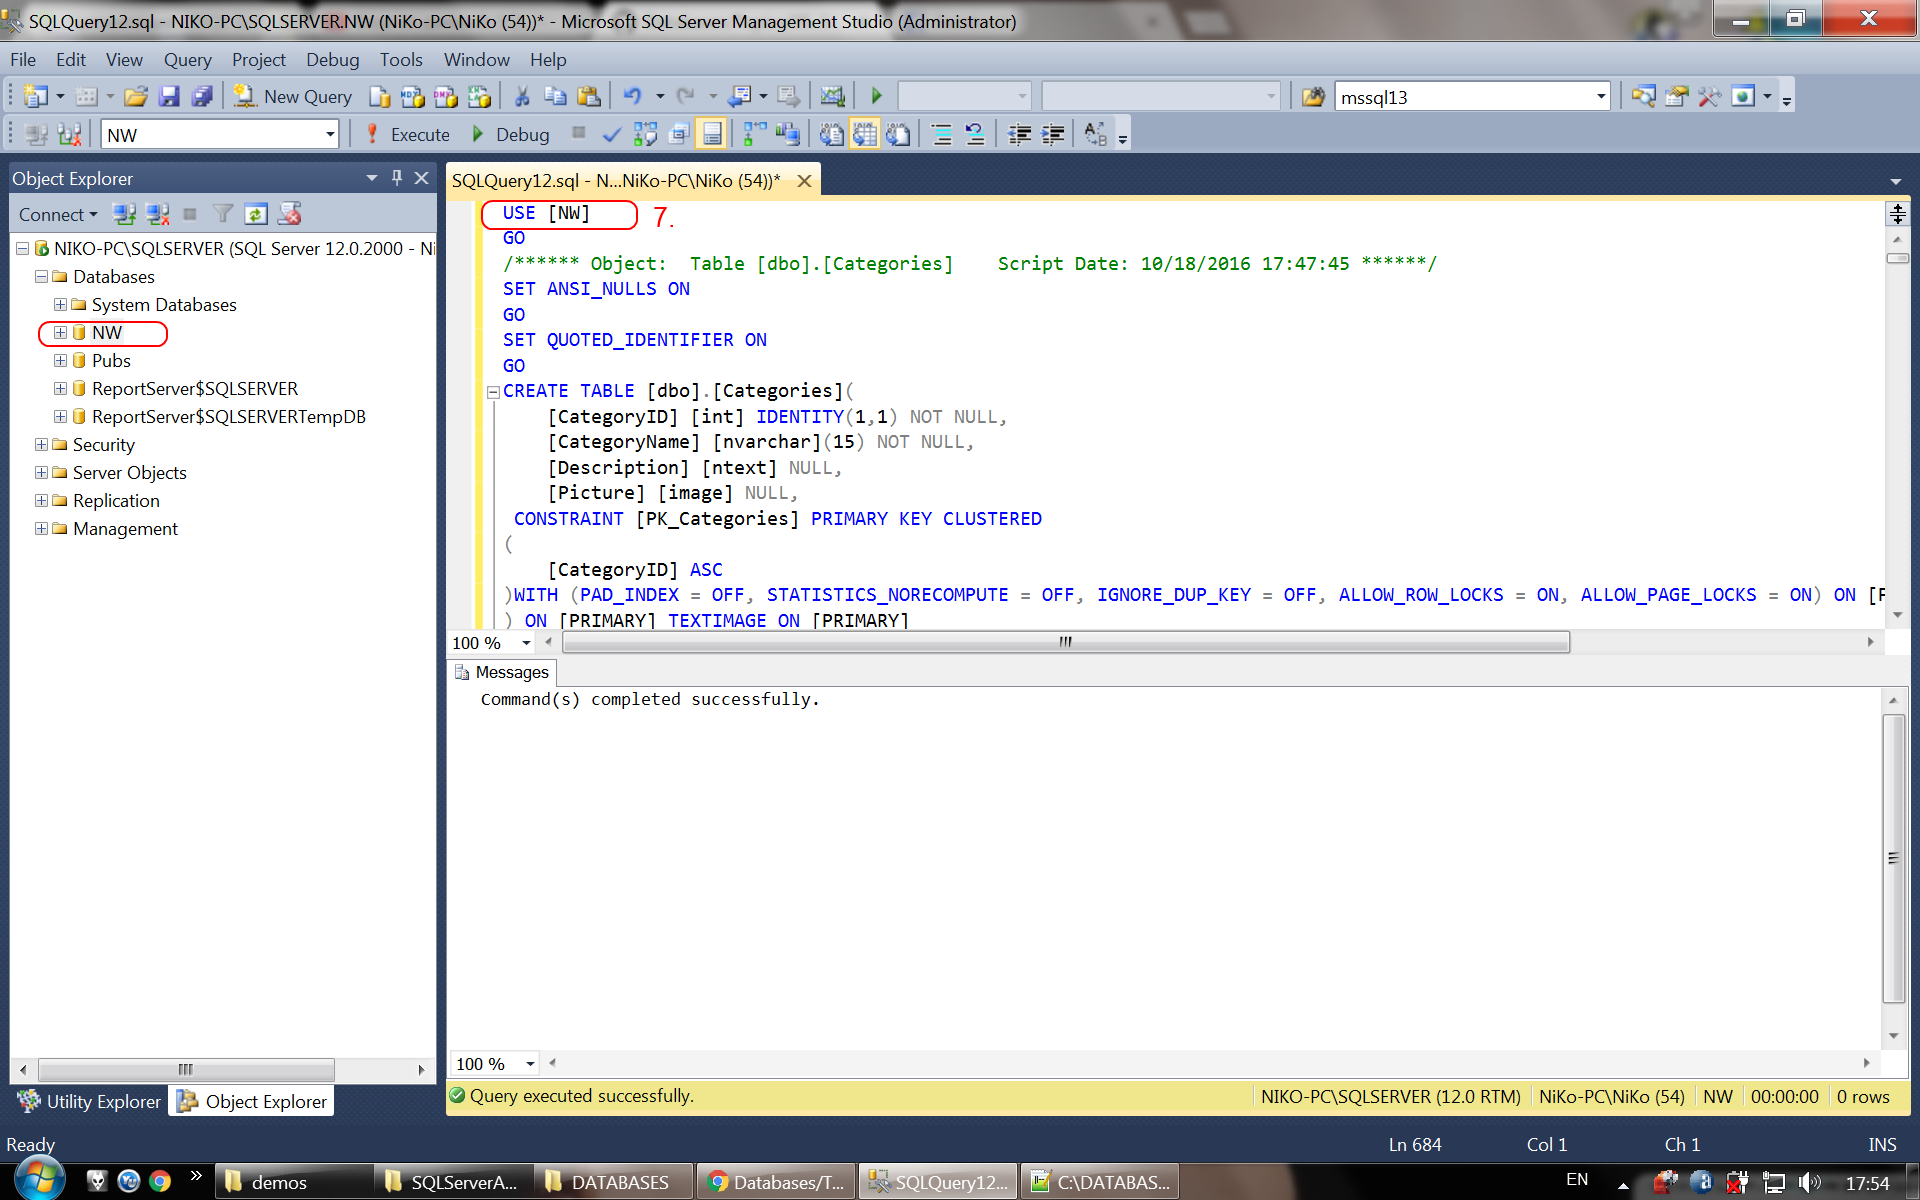 SQLQuery12.sql - NIKO-PC\SQLSERVER.NW (NiKo-PC\NiKo (54))* - Microsoft SQL Server Management Studio (Administrator)
File Edit View Query Project Debug Tools Window Help
New Query mssql13
NW Execute Debug
Object Explorer
Connect
NIKO-PC\SQLSERVER (SQL Server 12.0.2000 - Ni
Databases
System Databases
NW
Pubs
ReportServer$SQLSERVER
ReportServer$SQLSERVERTempDB
Security
Server Objects
Replication
Management
Utility Explorer Object Explorer
SQLQuery12.sql - N...NiKo-PC\NiKo (54))*
USE [NW] 7.
GO
/****** Object:  Table [dbo].[Categories]    Script Date: 10/18/2016 17:47:45 ******/
SET ANSI_NULLS ON
GO
SET QUOTED_IDENTIFIER ON
GO
CREATE TABLE [dbo].[Categories](
[CategoryID] [int] IDENTITY(1,1) NOT NULL,
[CategoryName] [nvarchar](15) NOT NULL,
[Description] [ntext] NULL,
[Picture] [image] NULL,
CONSTRAINT [PK_Categories] PRIMARY KEY CLUSTERED
(
[CategoryID] ASC
)WITH (PAD_INDEX = OFF, STATISTICS_NORECOMPUTE = OFF, IGNORE_DUP_KEY = OFF, ALLOW_ROW_LOCKS = ON, ALLOW_PAGE_LOCKS = ON) ON [P
) ON [PRIMARY] TEXTIMAGE_ON [PRIMARY]
100 %
Messages
Command(s) completed successfully.
100 %
Query executed successfully. NIKO-PC\SQLSERVER (12.0 RTM) NiKo-PC\NiKo (54) NW 00:00:00 0 rows
Ready Ln 684 Col 1 Ch 1 INS
demos SQLServerA... DATABASES Databases/T... SQLQuery12... C:\DATABAS... EN 17:54